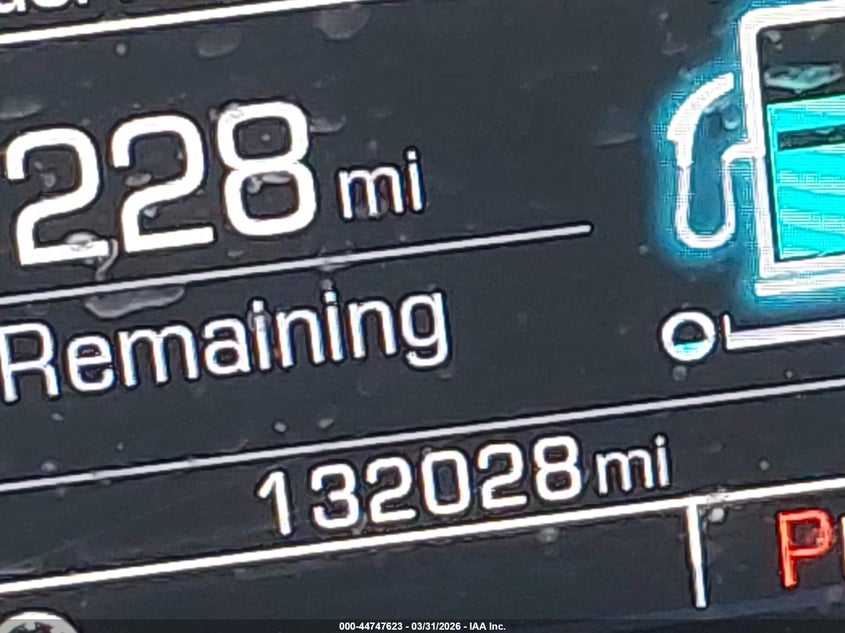 228 mi
Remaining
132028 mi
000-44747623 - 03/31/2026 - IAA Inc.